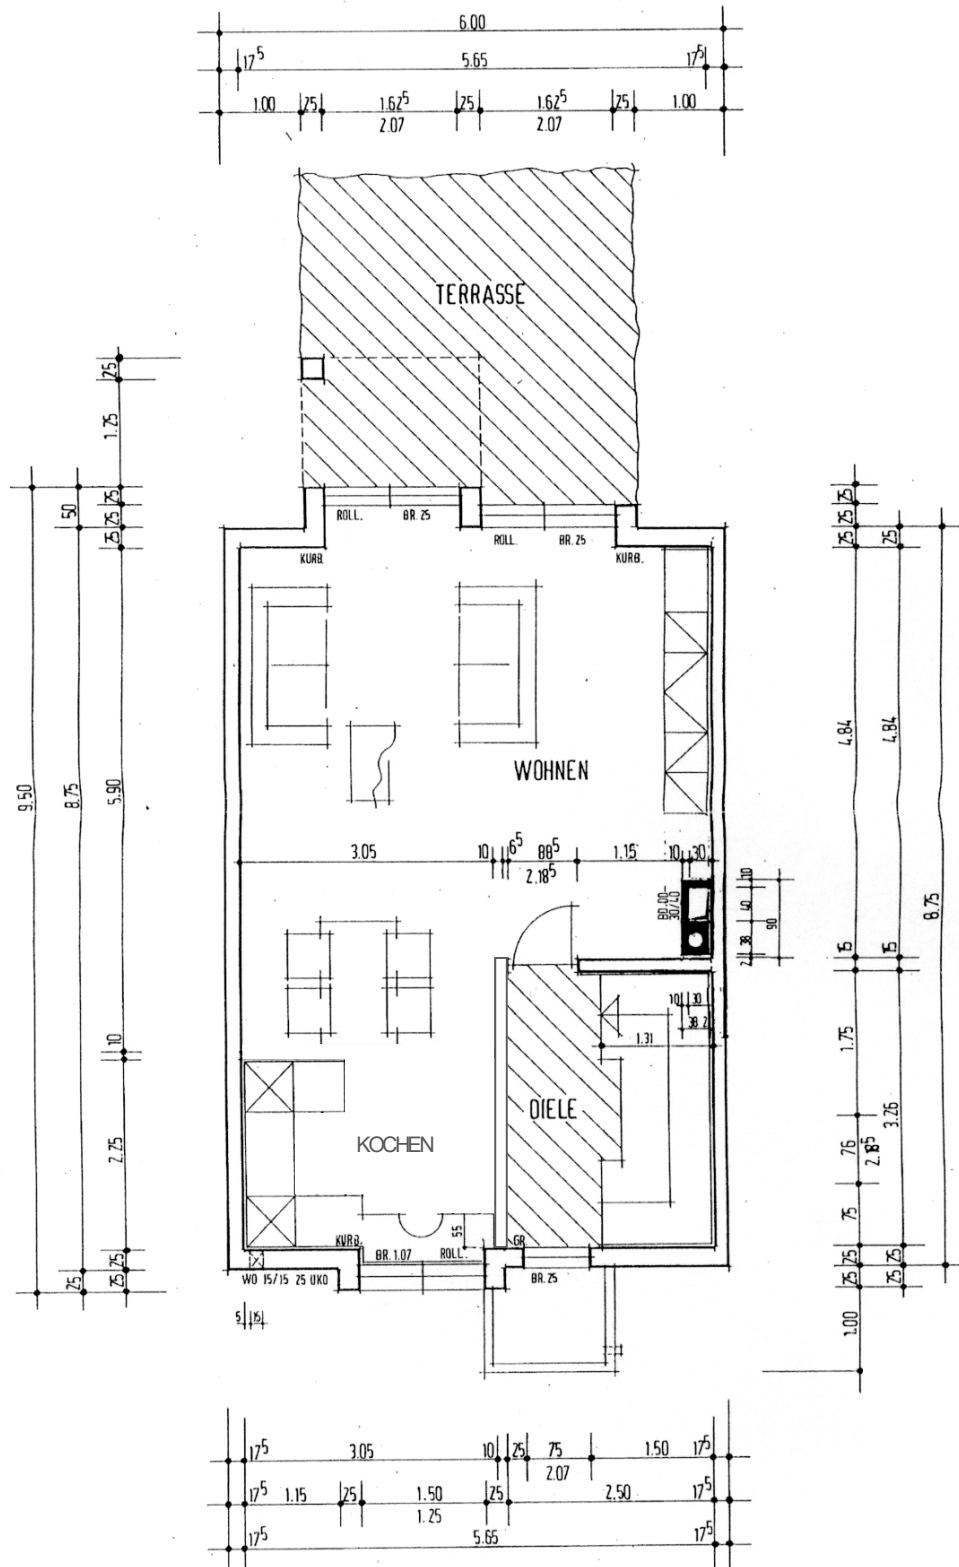 6.00
17⁵ 5.65 17⁵
1.00 25 1.62⁵ 25 1.62⁵ 25 1.00
2.07 2.07
TERRASSE
25
1.25
25
25
25
50
25
25
25
25
ROLL. BR. 25
ROLL. BR. 25
KURB. KURB.
9.50
8.75
5.90
4.84
4.84
8.75
WOHNEN
3.05 10 6⁵ 88⁵ 1.15 10 30
2.18⁵
BD.00-
30/40
10
40
38
2
90
15
15
10 30
38 2
1.31
10
2.25
1.75
3.26
76
2.18⁵
75
DIELE
KOCHEN
55
KURB. BR. 1.07 ROLL. GR.
WD 15/15 25 UKD
BR. 25
25
25
25
25
25
25
25
1.00
5 15
17⁵ 3.05 10 25 75 1.50 17⁵
2.07
17⁵ 1.15 25 1.50 25 2.50 17⁵
1.25
17⁵ 5.65 17⁵